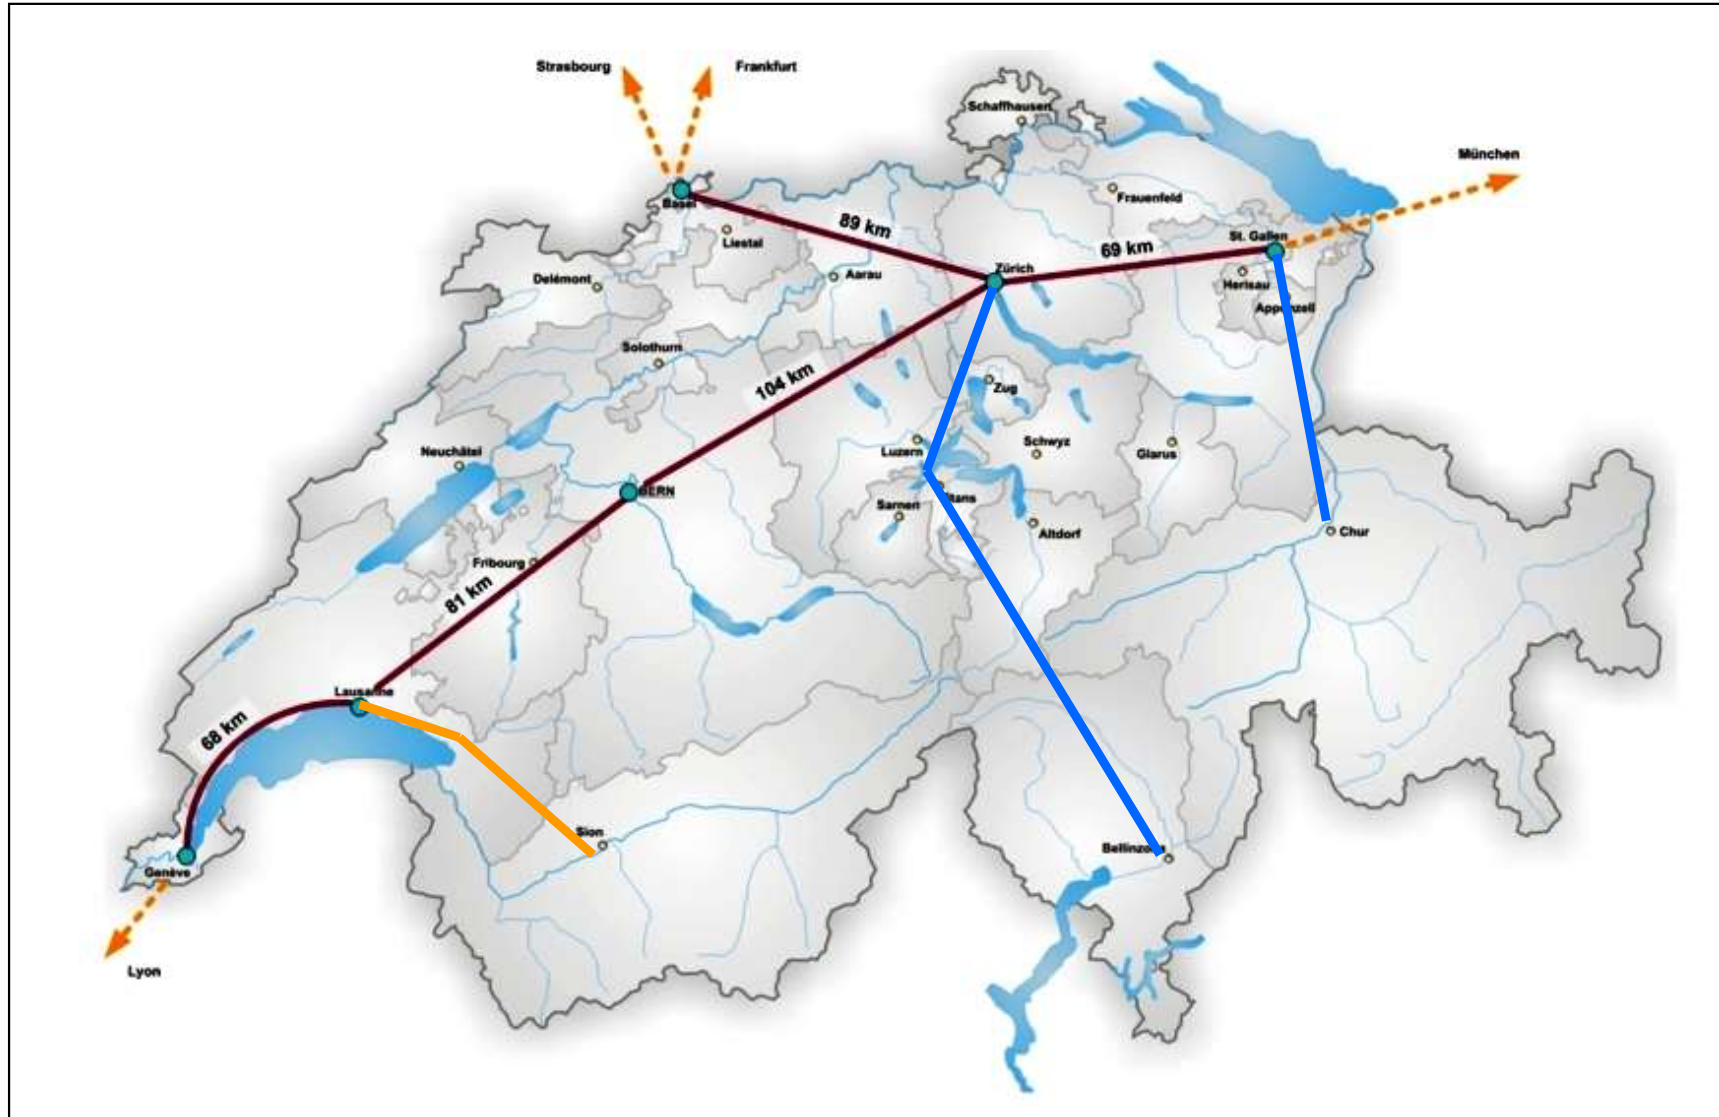 Strasbourg
Frankfurt
Schaffhausen
München
Basel
Frauenfeld
89 km
Liestal
St. Gallen
69 km
Zürich
Delémont
Aarau
Herisau
Appenzell
Solothurn
104 km
Zug
Neuchâtel
Luzern
Schwyz
Glarus
BERN
Sarnen
Altdorf
Chur
Fribourg
81 km
Lausanne
68 km
Sion
Bellinzona
Genève
Lyon